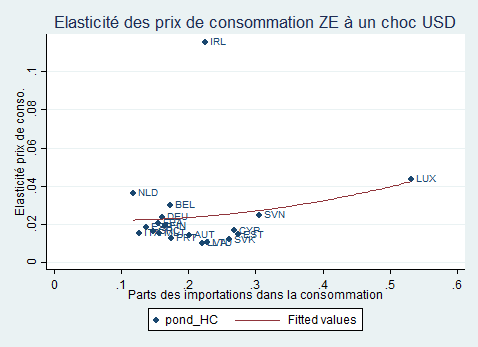 Elasticité des prix de consommation ZE à un choc USD
Elasticité prix de conso.
0 .02 .04 .06 .08 .1
IRL
LUX
NLD
BEL
DEU
SVN
CYP
EST
AUT
SVK
PRT
0 .1 .2 .3 .4 .5 .6
Parts des importations dans la consommation
pond_HC Fitted values